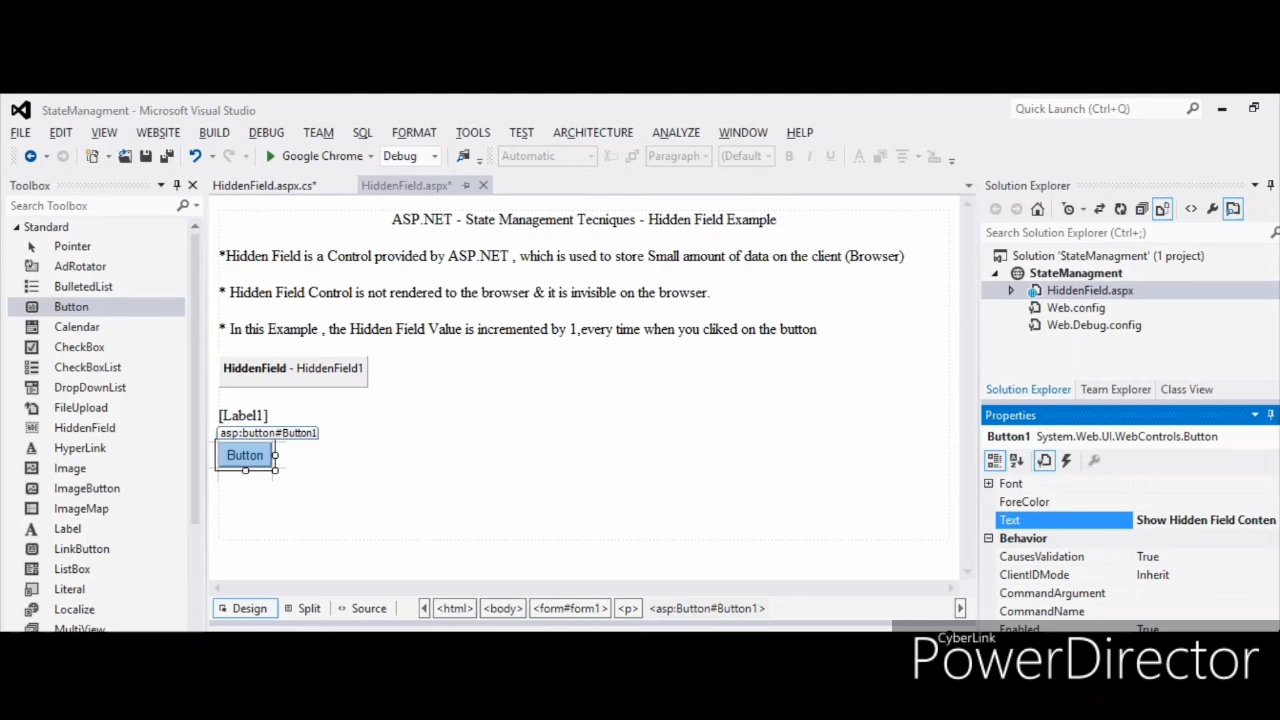 StateManagment - Microsoft Visual Studio
Quick Launch (Ctrl+Q)
FILE EDIT VIEW WEBSITE BUILD DEBUG TEAM SQL FORMAT TOOLS TEST ARCHITECTURE ANALYZE WINDOW HELP
Google Chrome Debug Automatic Paragraph (Default B I U A
Toolbox
HiddenField.aspx.cs* HiddenField.aspx*
Solution Explorer
Search Toolbox
Standard
Pointer
AdRotator
BulletedList
Button
Calendar
CheckBox
CheckBoxList
DropDownList
FileUpload
HiddenField
HyperLink
Image
ImageButton
ImageMap
A Label
LinkButton
ListBox
Literal
Localize
MultiView
ASP.NET - State Management Tecniques - Hidden Field Example
*Hidden Field is a Control provided by ASP.NET , which is used to store Small amount of data on the client (Browser)
* Hidden Field Control is not rendered to the browser & it is invisible on the browser.
* In this Example , the Hidden Field Value is incremented by 1,every time when you cliked on the button
HiddenField - HiddenField1
[Label1]
asp:button#Button1
Button
Design Split Source <html> <body> <form#form1> <p> <asp:Button#Button1>
Search Solution Explorer (Ctrl+;)
Solution 'StateManagment' (1 project)
StateManagment
HiddenField.aspx
Web.config
Web.Debug.config
Solution Explorer Team Explorer Class View
Properties
Button1 System.Web.UI.WebControls.Button
Font
ForeColor
Text Show Hidden Field Conten
Behavior
CausesValidation True
ClientIDMode Inherit
CommandArgument
CommandName
Enabled True
CyberLink
PowerDirector